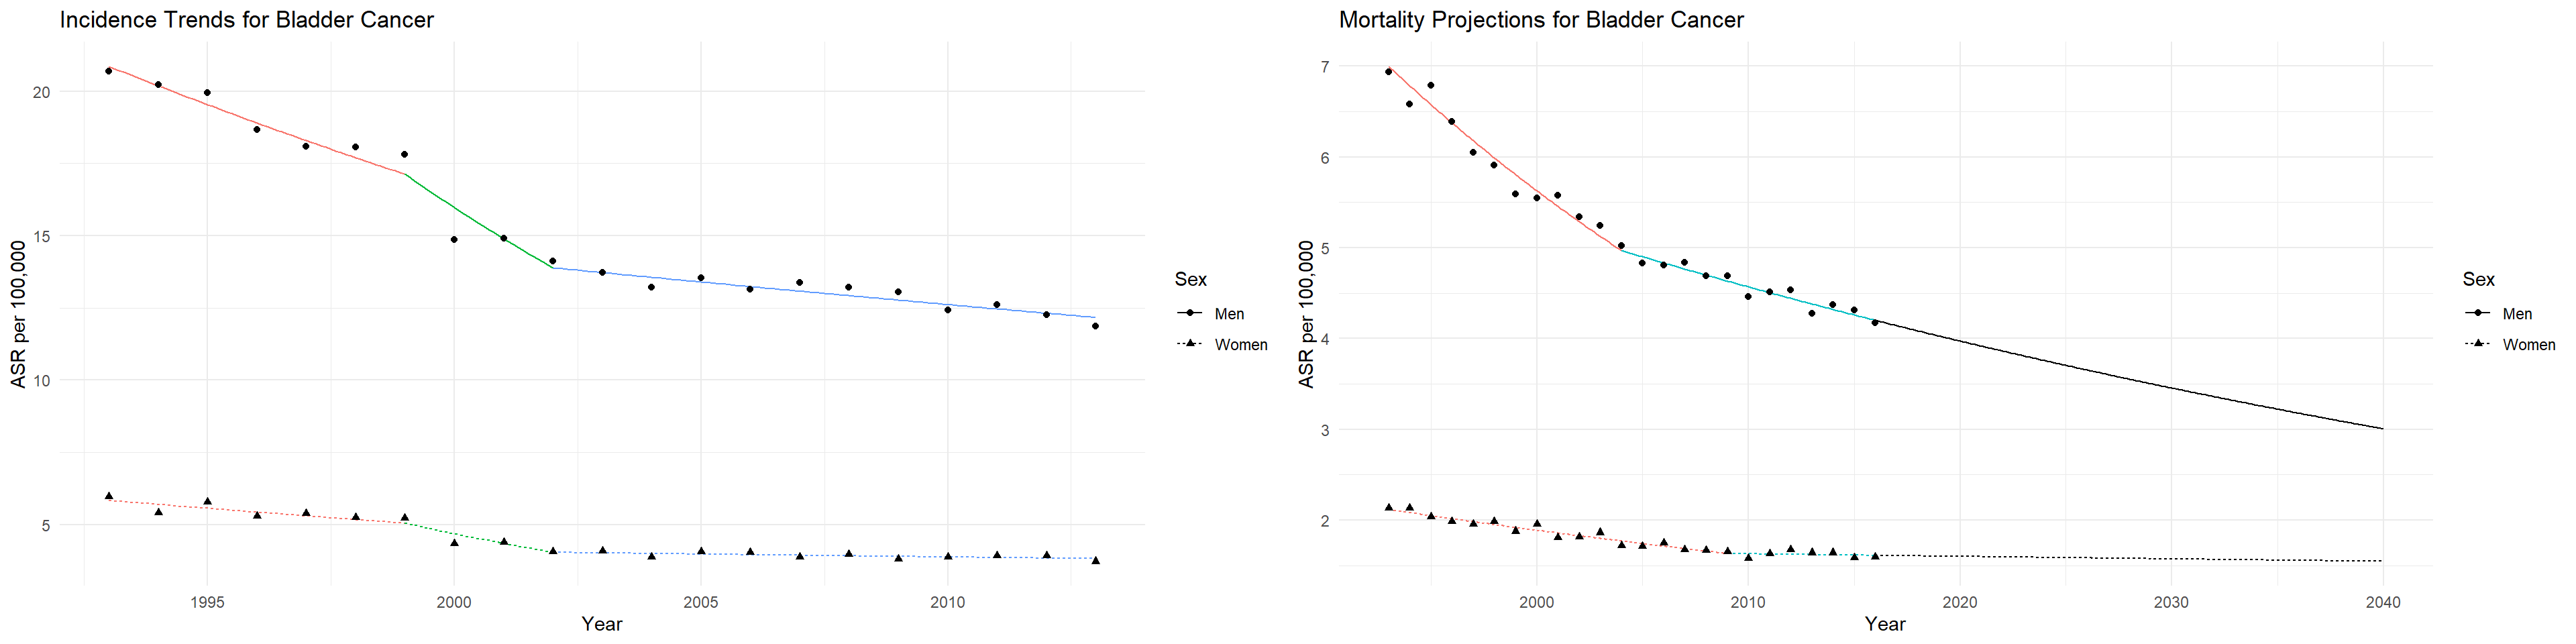 Incidence Trends for Bladder Cancer
20
15
10
5
ASR per 100,000
1995
2000
2005
2010
Year
Sex
Men
Women
Mortality Projections for Bladder Cancer
7
6
5
4
3
2
ASR per 100,000
2000
2010
2020
2030
2040
Year
Sex
Men
Women